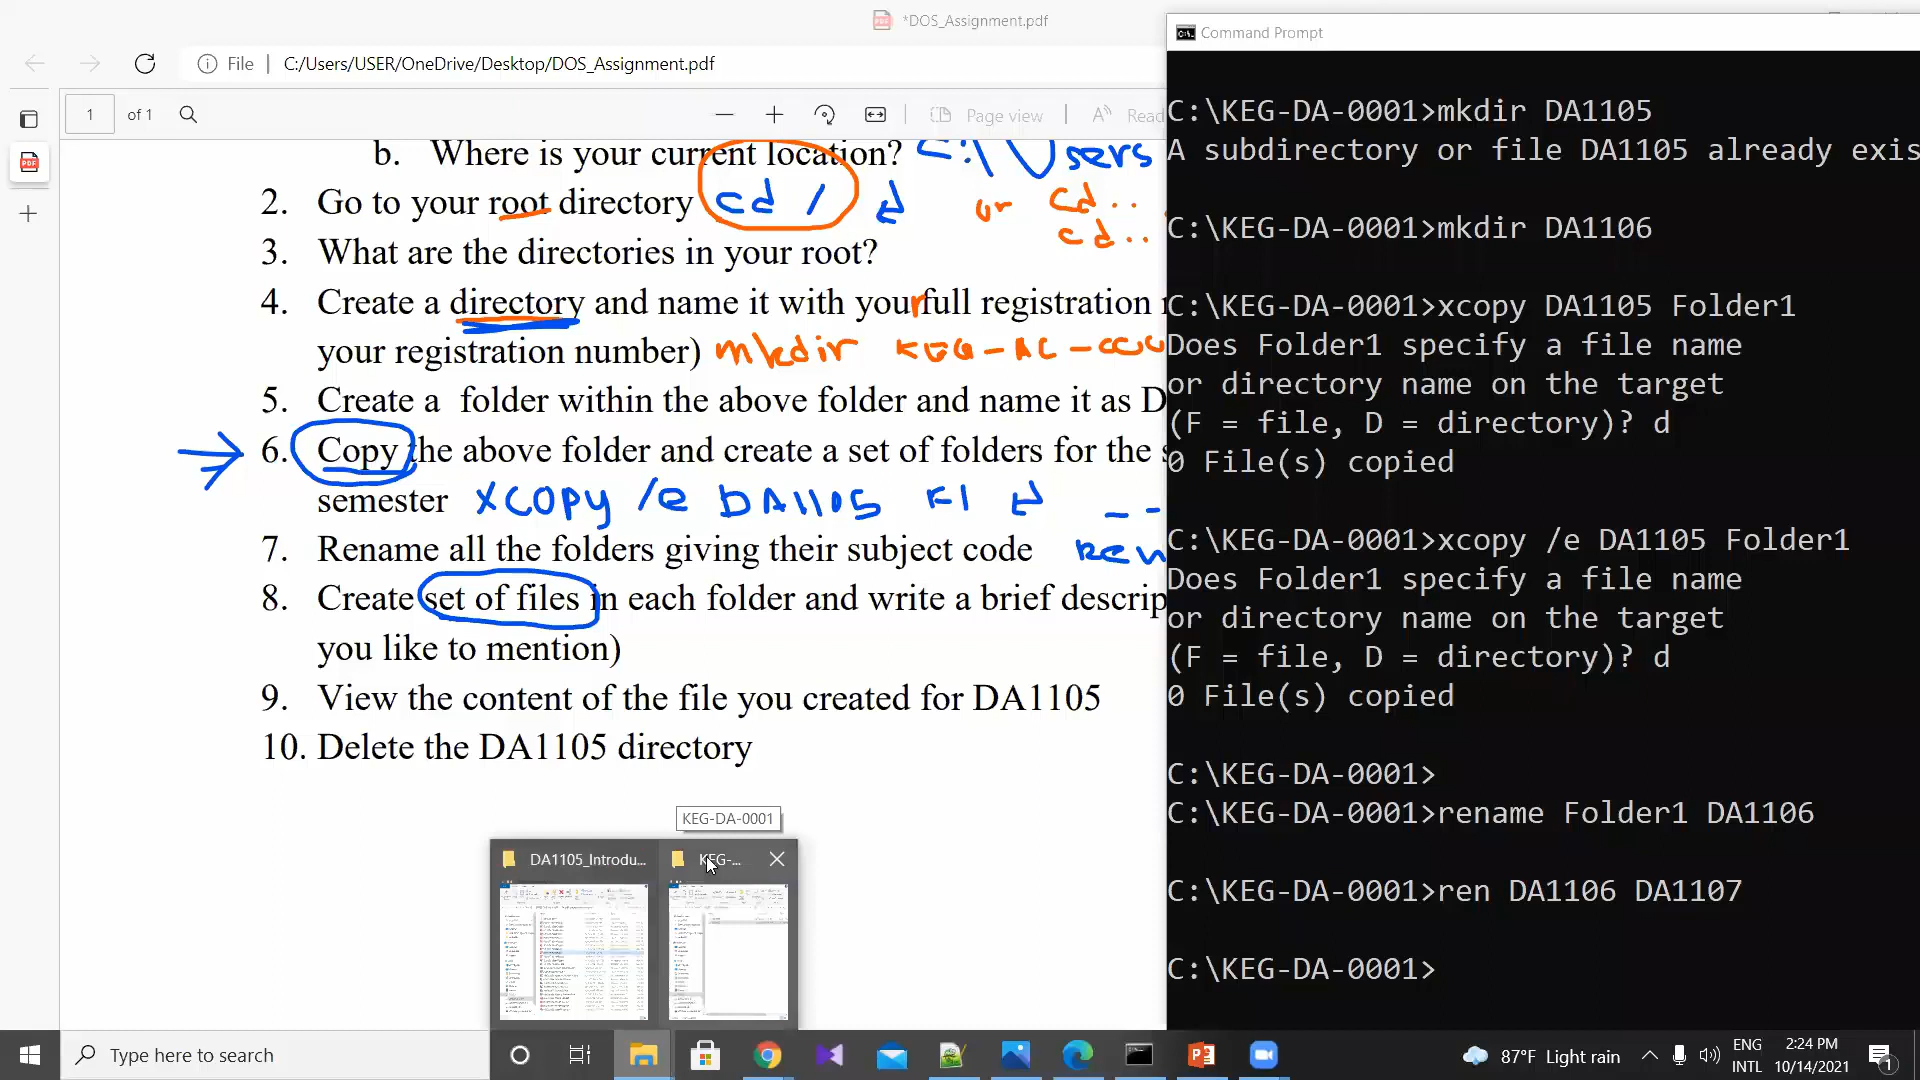 *DOS_Assignment.pdf
File | C:/Users/USER/OneDrive/Desktop/DOS_Assignment.pdf
1 of 1
Page view
Read
b. Where is your current location? C:\Users
2. Go to your root directory cd / or cd..
cd..
3. What are the directories in your root?
4. Create a directory and name it with your full registration
your registration number) mkdir
5. Create a folder within the above folder and name it as D
6. Copy the above folder and create a set of folders for the s
semester XCOPY /e DA1105 F1
7. Rename all the folders giving their subject code Ren
8. Create set of files in each folder and write a brief descrip
you like to mention)
9. View the content of the file you created for DA1105
10. Delete the DA1105 directory
KEG-DA-0001
DA1105_Introdu...
KEG-...
Command Prompt
C:\KEG-DA-0001>mkdir DA1105
A subdirectory or file DA1105 already exis
C:\KEG-DA-0001>mkdir DA1106
C:\KEG-DA-0001>xcopy DA1105 Folder1
Does Folder1 specify a file name
or directory name on the target
(F = file, D = directory)? d
0 File(s) copied
C:\KEG-DA-0001>xcopy /e DA1105 Folder1
Does Folder1 specify a file name
or directory name on the target
(F = file, D = directory)? d
0 File(s) copied
C:\KEG-DA-0001>
C:\KEG-DA-0001>rename Folder1 DA1106
C:\KEG-DA-0001>ren DA1106 DA1107
C:\KEG-DA-0001>
Type here to search
87°F Light rain
ENG
INTL
2:24 PM
10/14/2021
1